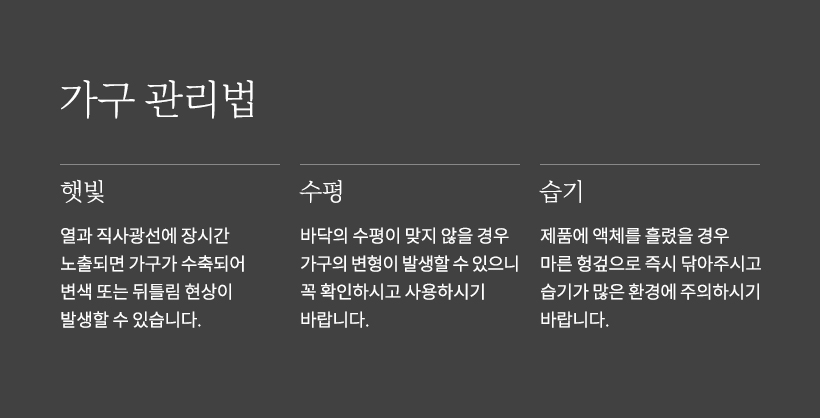 가구 관리법
햇빛
열과 직사광선에 장시간
노출되면 가구가 수축되어
변색 또는 뒤틀림 현상이
발생할 수 있습니다.
수평
바닥의 수평이 맞지 않을 경우
가구의 변형이 발생할 수 있으니
꼭 확인하시고 사용하시기
바랍니다.
습기
제품에 액체를 흘렸을 경우
마른 헝겊으로 즉시 닦아주시고
습기가 많은 환경에 주의하시기
바랍니다.